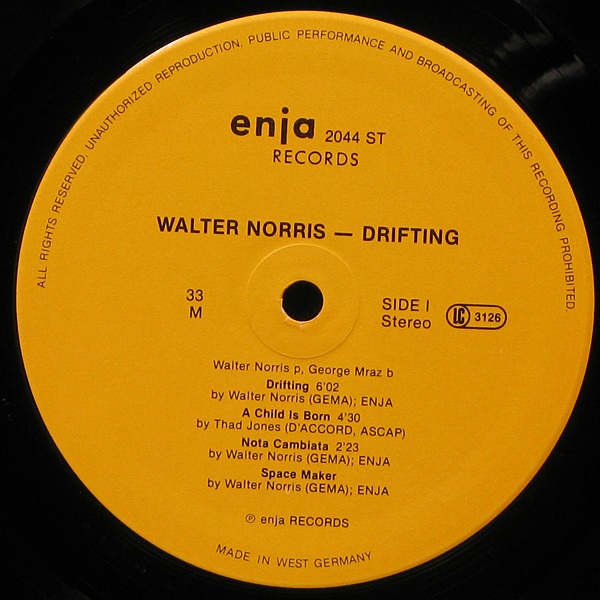 ALL RIGHTS RESERVED. UNAUTHORIZED REPRODUCTION, PUBLIC PERFORMANCE AND BROADCASTING OF THIS RECORDING PROHIBITED.
enja 2044 ST
RECORDS
WALTER NORRIS — DRIFTING
33
M
SIDE I
Stereo
LC 3126
Walter Norris p, George Mraz b
Drifting 6'02
by Walter Norris (GEMA); ENJA
A Child Is Born 4'30
by Thad Jones (D'ACCORD, ASCAP)
Nota Cambiata 2'23
by Walter Norris (GEMA); ENJA
Space Maker
by Walter Norris (GEMA); ENJA
℗ enja RECORDS
MADE IN WEST GERMANY